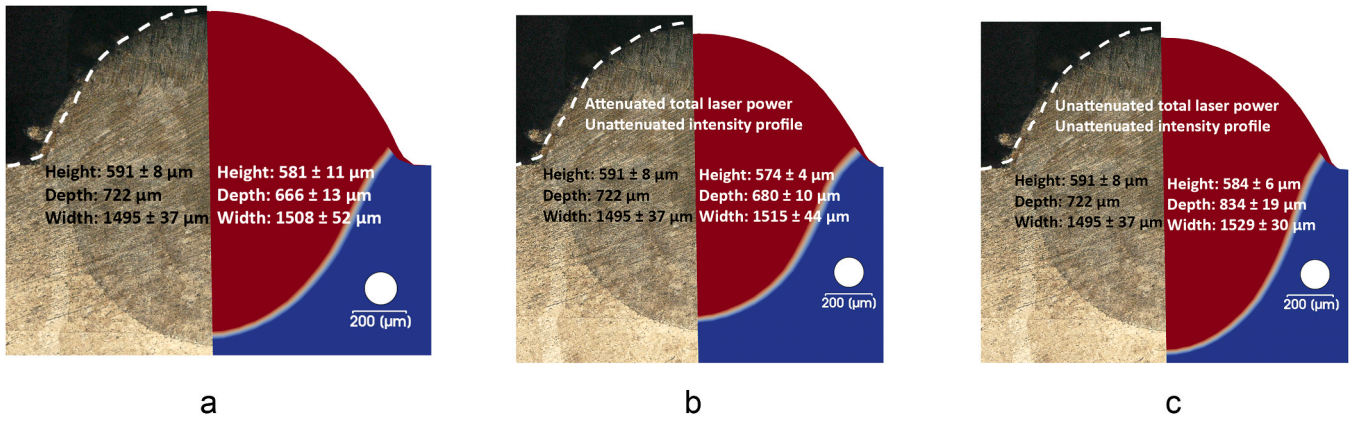 Height: 591 ± 8 µm
Depth: 722 µm
Width: 1495 ± 37 µm
Height: 581 ± 11 µm
Depth: 666 ± 13 µm
Width: 1508 ± 52 µm
200 (µm)
a
Attenuated total laser power
Unattenuated intensity profile
Height: 591 ± 8 µm
Depth: 722 µm
Width: 1495 ± 37 µm
Height: 574 ± 4 µm
Depth: 680 ± 10 µm
Width: 1515 ± 44 µm
200 (µm)
b
Unattenuated total laser power
Unattenuated intensity profile
Height: 591 ± 8 µm
Depth: 722 µm
Width: 1495 ± 37 µm
Height: 584 ± 6 µm
Depth: 834 ± 19 µm
Width: 1529 ± 30 µm
200 (µm)
c